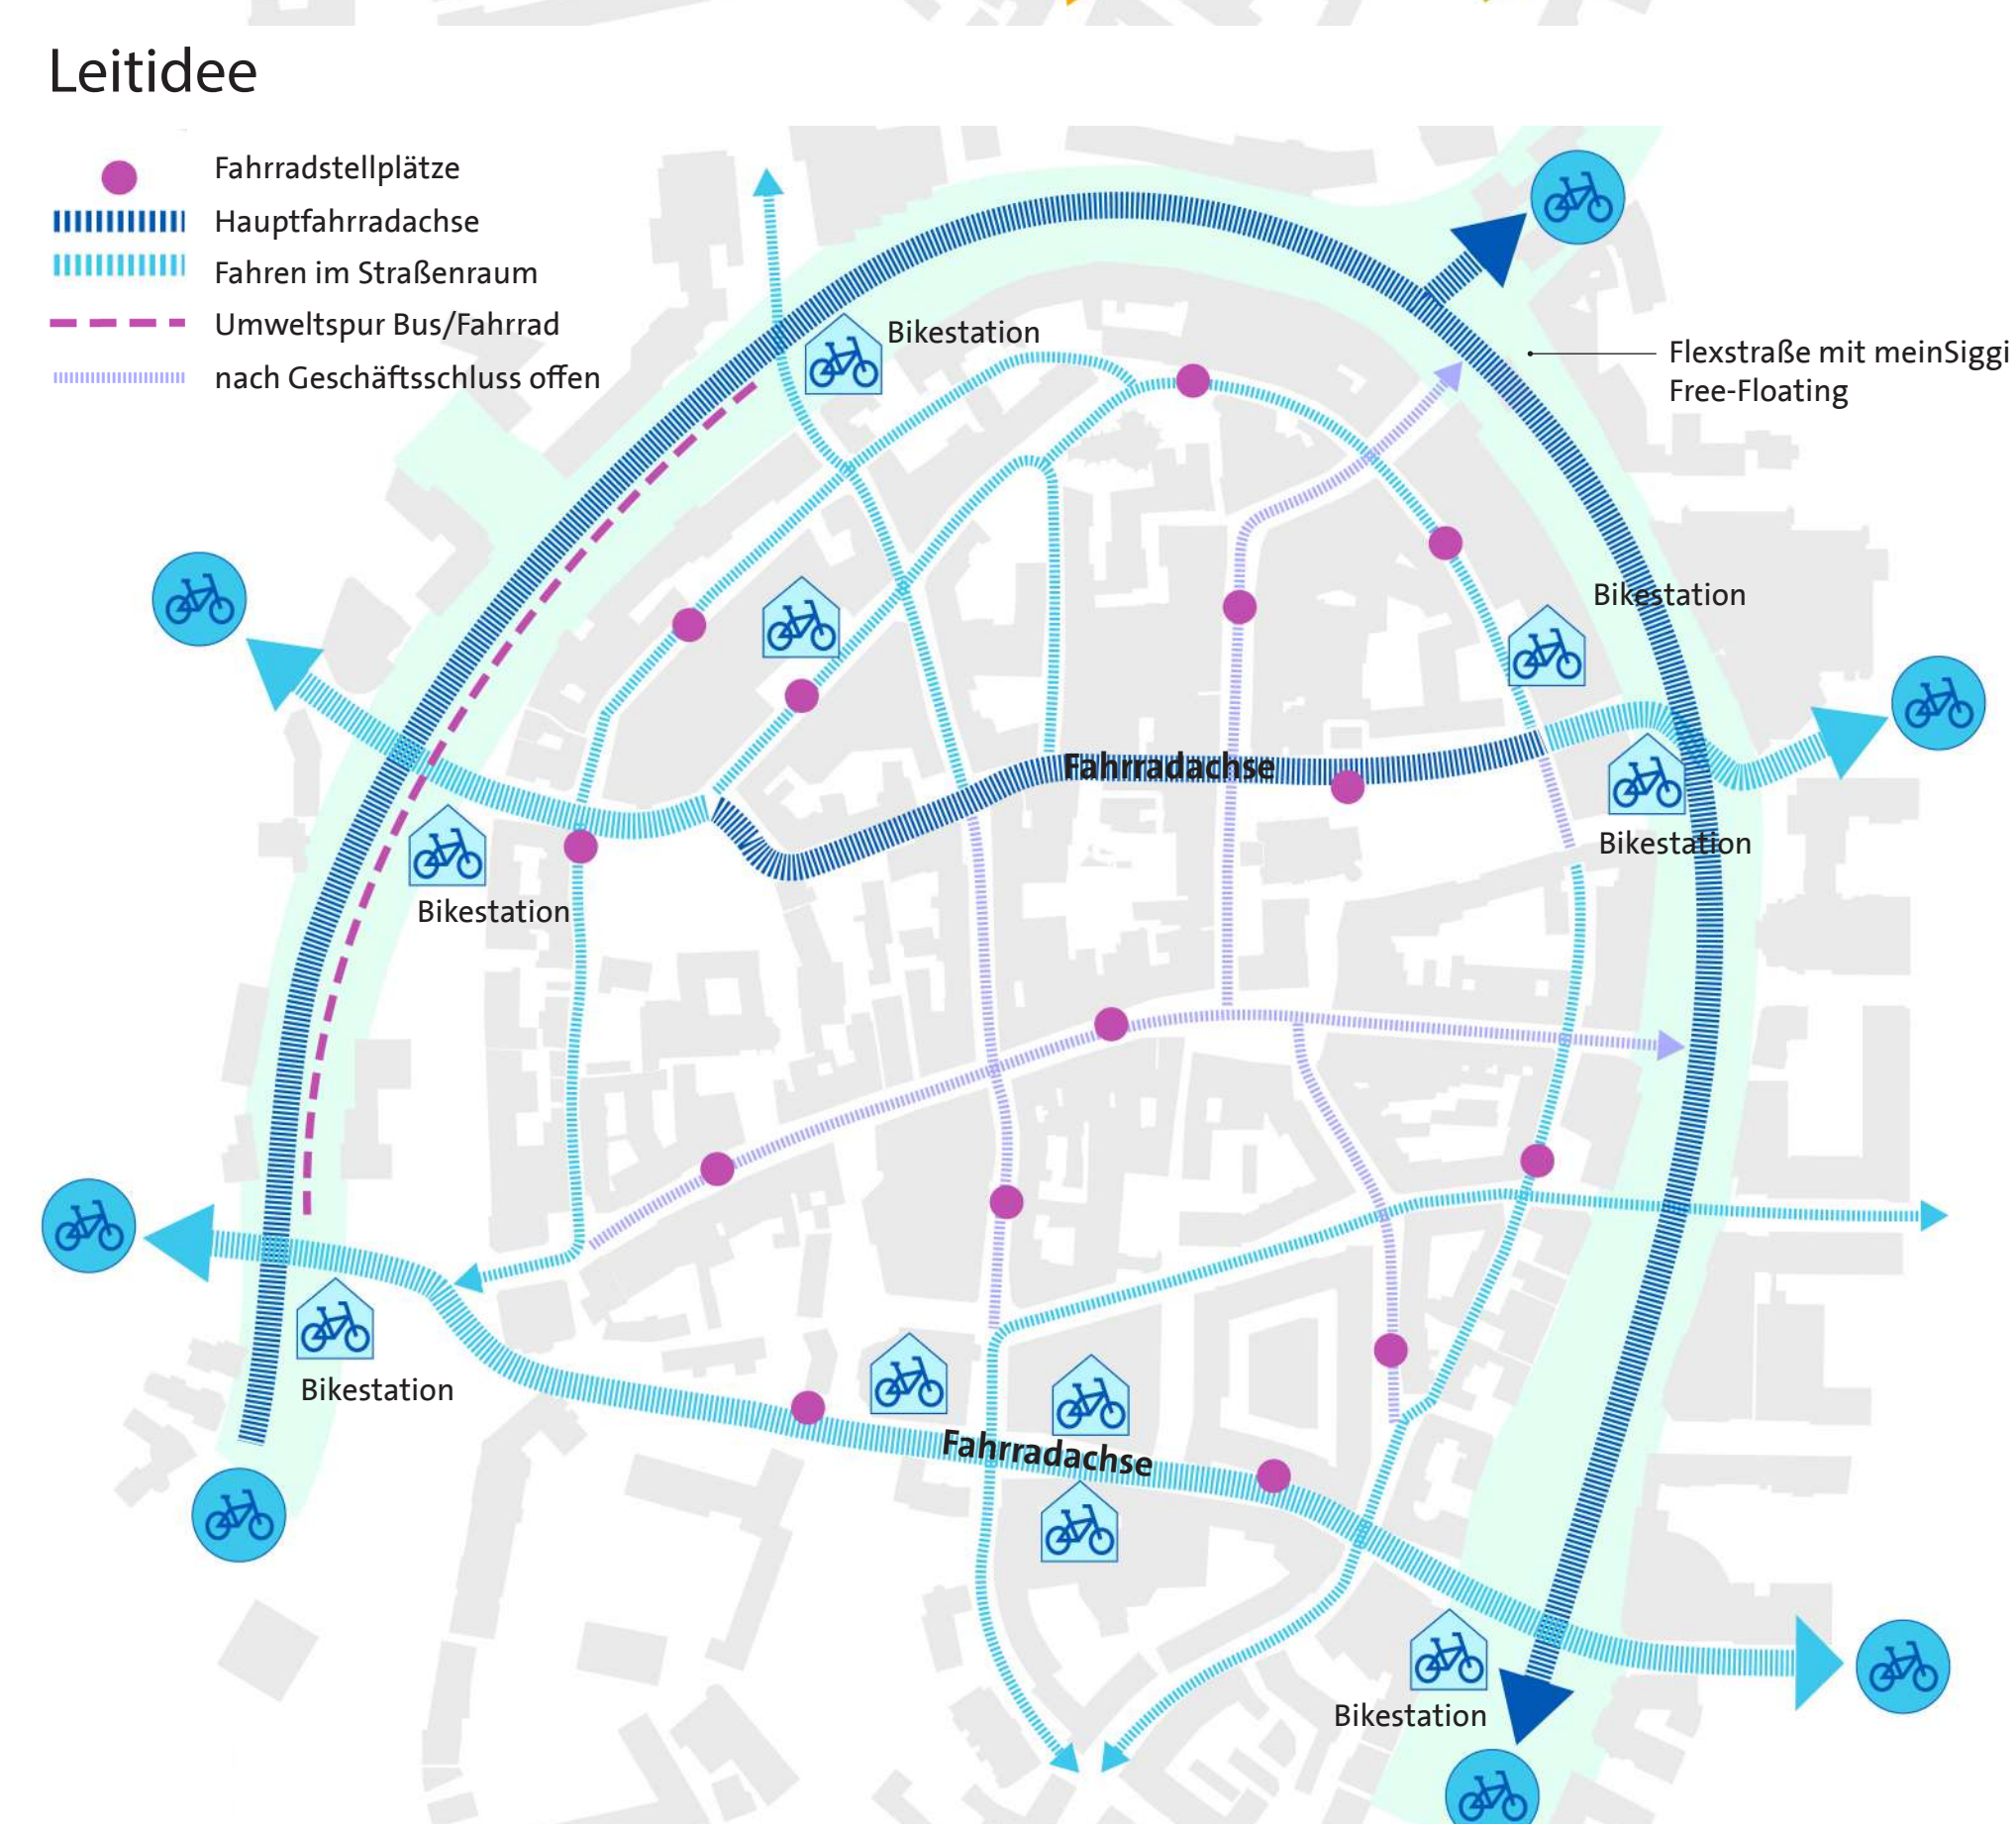 Leitidee
Fahrradstellplätze
Hauptfahrradachse
Fahren im Straßenraum
Umweltspur Bus/Fahrrad
nach Geschäftsschluss offen
Bikestation
Flexstraße mit meinSiggi
Free-Floating
Bikestation
Fahrradachse
Bikestation
Bikestation
Bikestation
Fahrradachse
Bikestation